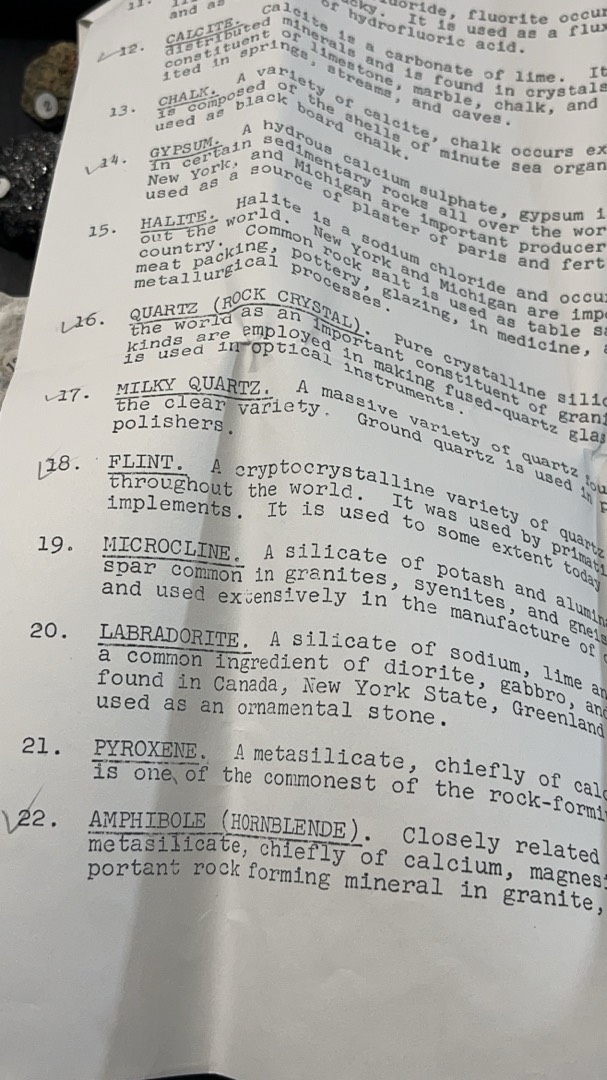 11.
uoride, fluorite occur
and as
cky. It is used as a flux
of hydrofluoric acid.
12. CALCITE. Calcite is a carbonate of lime. It
distributed minerals and is found in crystals
constituent of limestone, marble, chalk, and
ited in springs, streams, and caves.
13. CHALK. A variety of calcite, chalk occurs ex
is composed of the shells of minute sea organ
used as black board chalk.
14. GYPSUM. A hydrous calcium sulphate, gypsum i
in certain sedimentary rocks all over the wor
New York, and Michigan are important producer
used as a source of plaster of paris and fert
15. HALITE. Halite is a sodium chloride and occu
out the world. New York and Michigan are imp
country. Common rock salt is used as table sa
meat packing, pottery, glazing, in medicine,
metallurgical processes.
16. QUARTZ (ROCK CRYSTAL). Pure crystalline silic
the world as an important constituent of grani
kinds are employed in making fused-quartz glas
is used in optical instruments.
17. MILKY QUARTZ. A massive variety of quartz fou
the clear variety. Ground quartz is used in p
polishers.
18. FLINT. A cryptocrystalline variety of quartz
throughout the world. It was used by primati
implements. It is used to some extent today
19. MICROCLINE. A silicate of potash and alumina
spar common in granites, syenites, and gneis
and used extensively in the manufacture of
20. LABRADORITE. A silicate of sodium, lime an
a common ingredient of diorite, gabbro, and
found in Canada, New York State, Greenland
used as an ornamental stone.
21. PYROXENE. A metasilicate, chiefly of calc
is one of the commonest of the rock-formi
22. AMPHIBOLE (HORNBLENDE). Closely related
metasilicate, chiefly of calcium, magnes
portant rock forming mineral in granite,